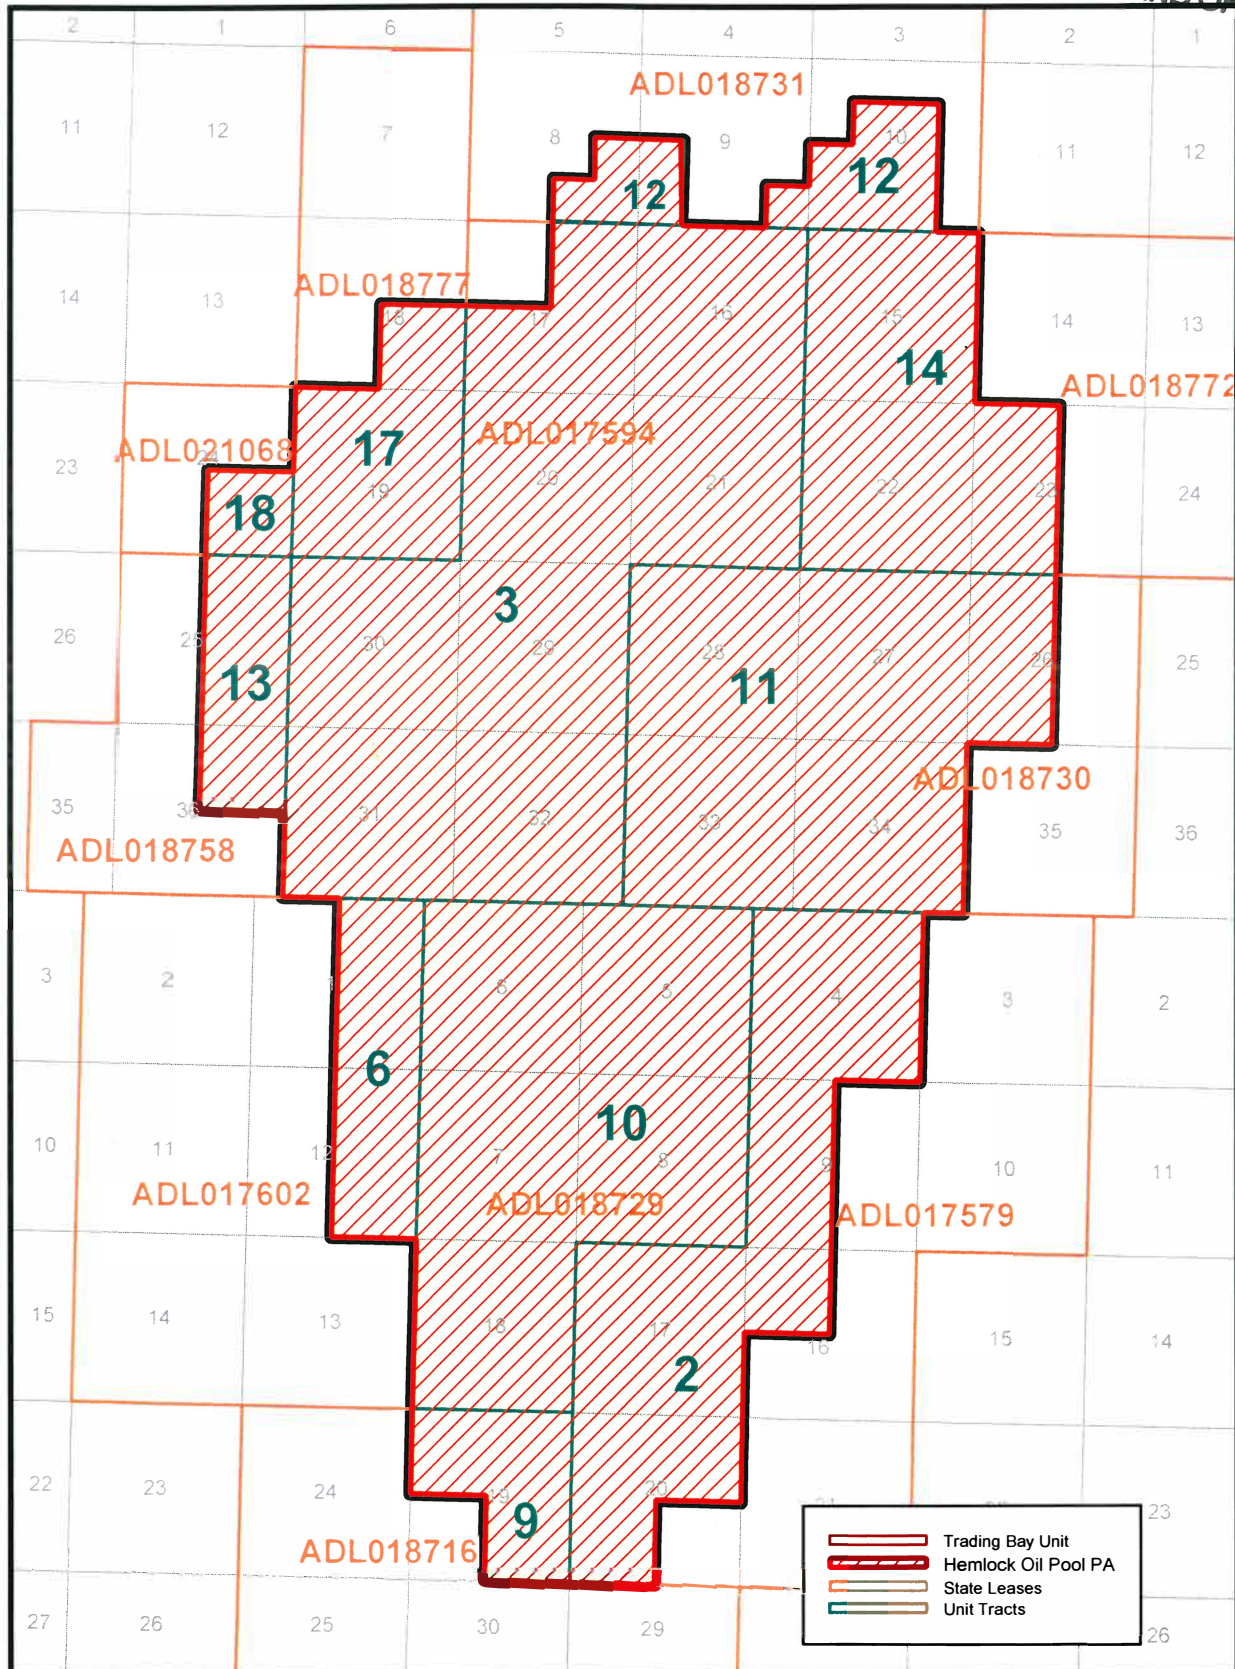 2 1 6 5 4 3 2 1
ADL018731
11 12 7 8 9 10 11 12
12 12
ADL018777
14 13 18 17 16 15 14 13
14
ADL018772
ADL021068 17 ADL017594
23 24 19 20 21 22 23 24
18
3
26 25 30 29 28 27 26 25
13 11
ADL018730
35 36 31 32 33 34 35 36
ADL018758
3 2 1 6 5 4 3 2
6
10
10 11 12 7 8 9 10 11
ADL017602 ADL018729 ADL017579
15 14 13 18 17 16 15 14
2
22 23 24 19 20 21 23
9
ADL018716
27 26 25 30 29 26
Trading Bay Unit
Hemlock Oil Pool PA
State Leases
Unit Tracts